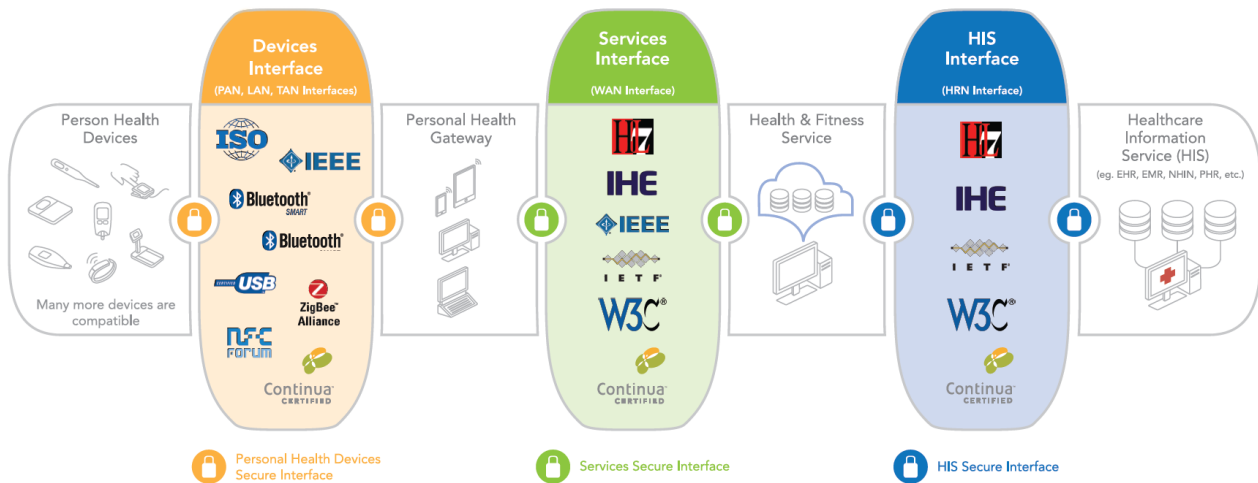 Devices
Interface
(PAN, LAN, TAN Interfaces)
Services
Interface
(WAN Interface)
HIS
Interface
(HRN Interface)
Person Health
Devices
Many more devices are
compatible
ISO
IEEE
Bluetooth®
SMART
Bluetooth®
CERTIFIED USB
ZigBee™
Alliance
NFC
FORUM
Continua
CERTIFIED
Personal Health
Gateway
HL7
IHE
IEEE
IETF®
W3C®
Continua
CERTIFIED
Health & Fitness
Service
HL7
IHE
IETF®
W3C®
Continua
CERTIFIED
Healthcare
Information
Service (HIS)
(eg. EHR, EMR, NHIN, PHR, etc.)
Personal Health Devices
Secure Interface
Services Secure Interface
HIS Secure Interface